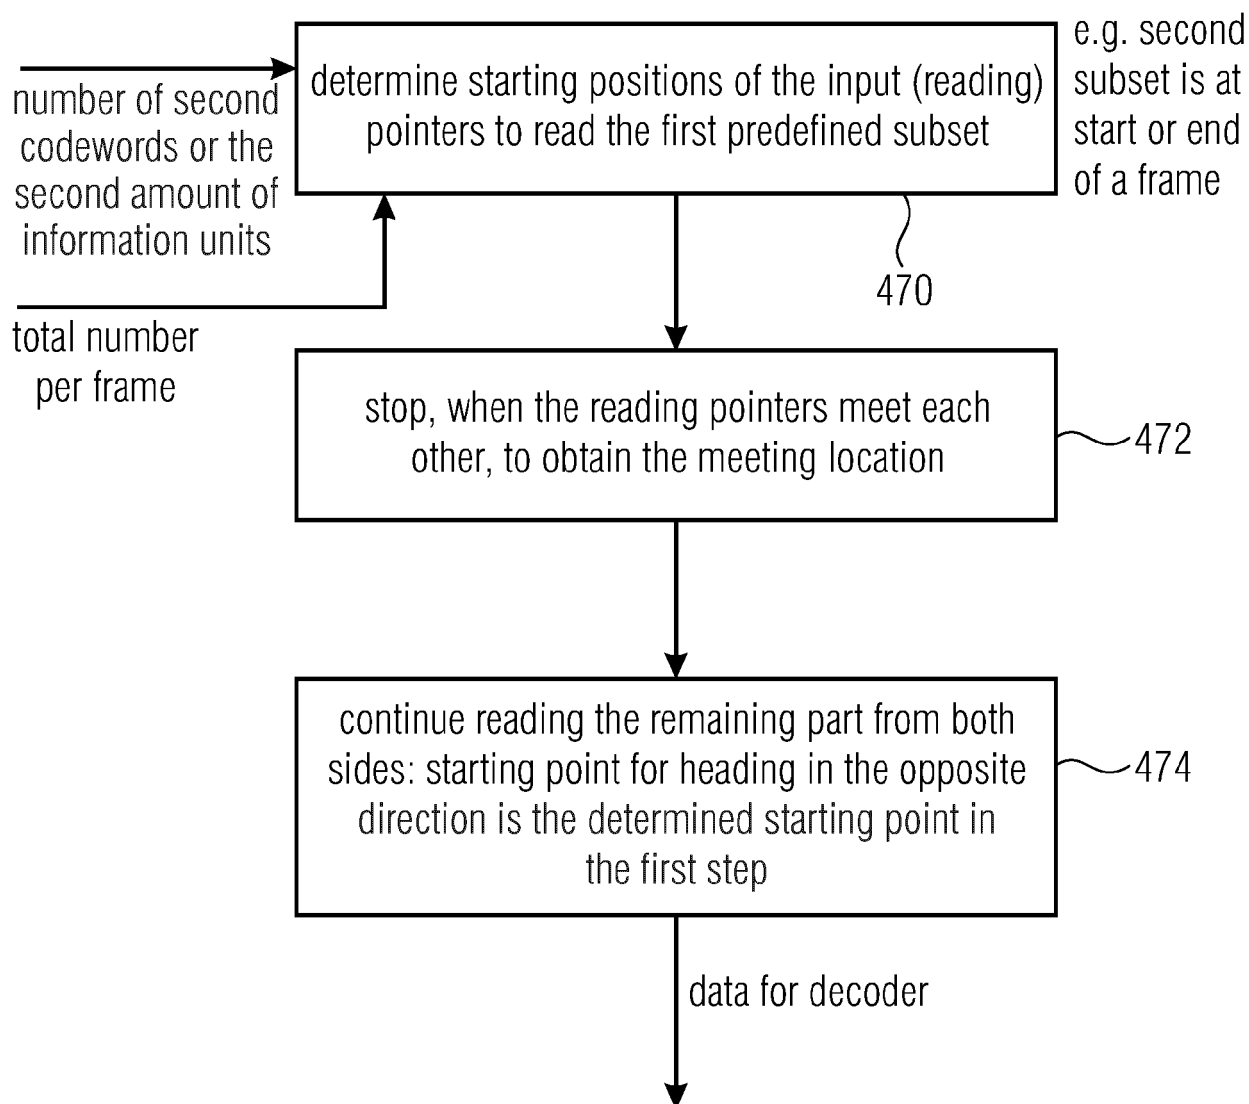 number of second
codewords or the
second amount of
information units
total number
per frame
determine starting positions of the input (reading)
pointers to read the first predefined subset
e.g. second
subset is at
start or end
of a frame
470
stop, when the reading pointers meet each
other, to obtain the meeting location
472
continue reading the remaining part from both
sides: starting point for heading in the opposite
direction is the determined starting point in
the first step
474
data for decoder